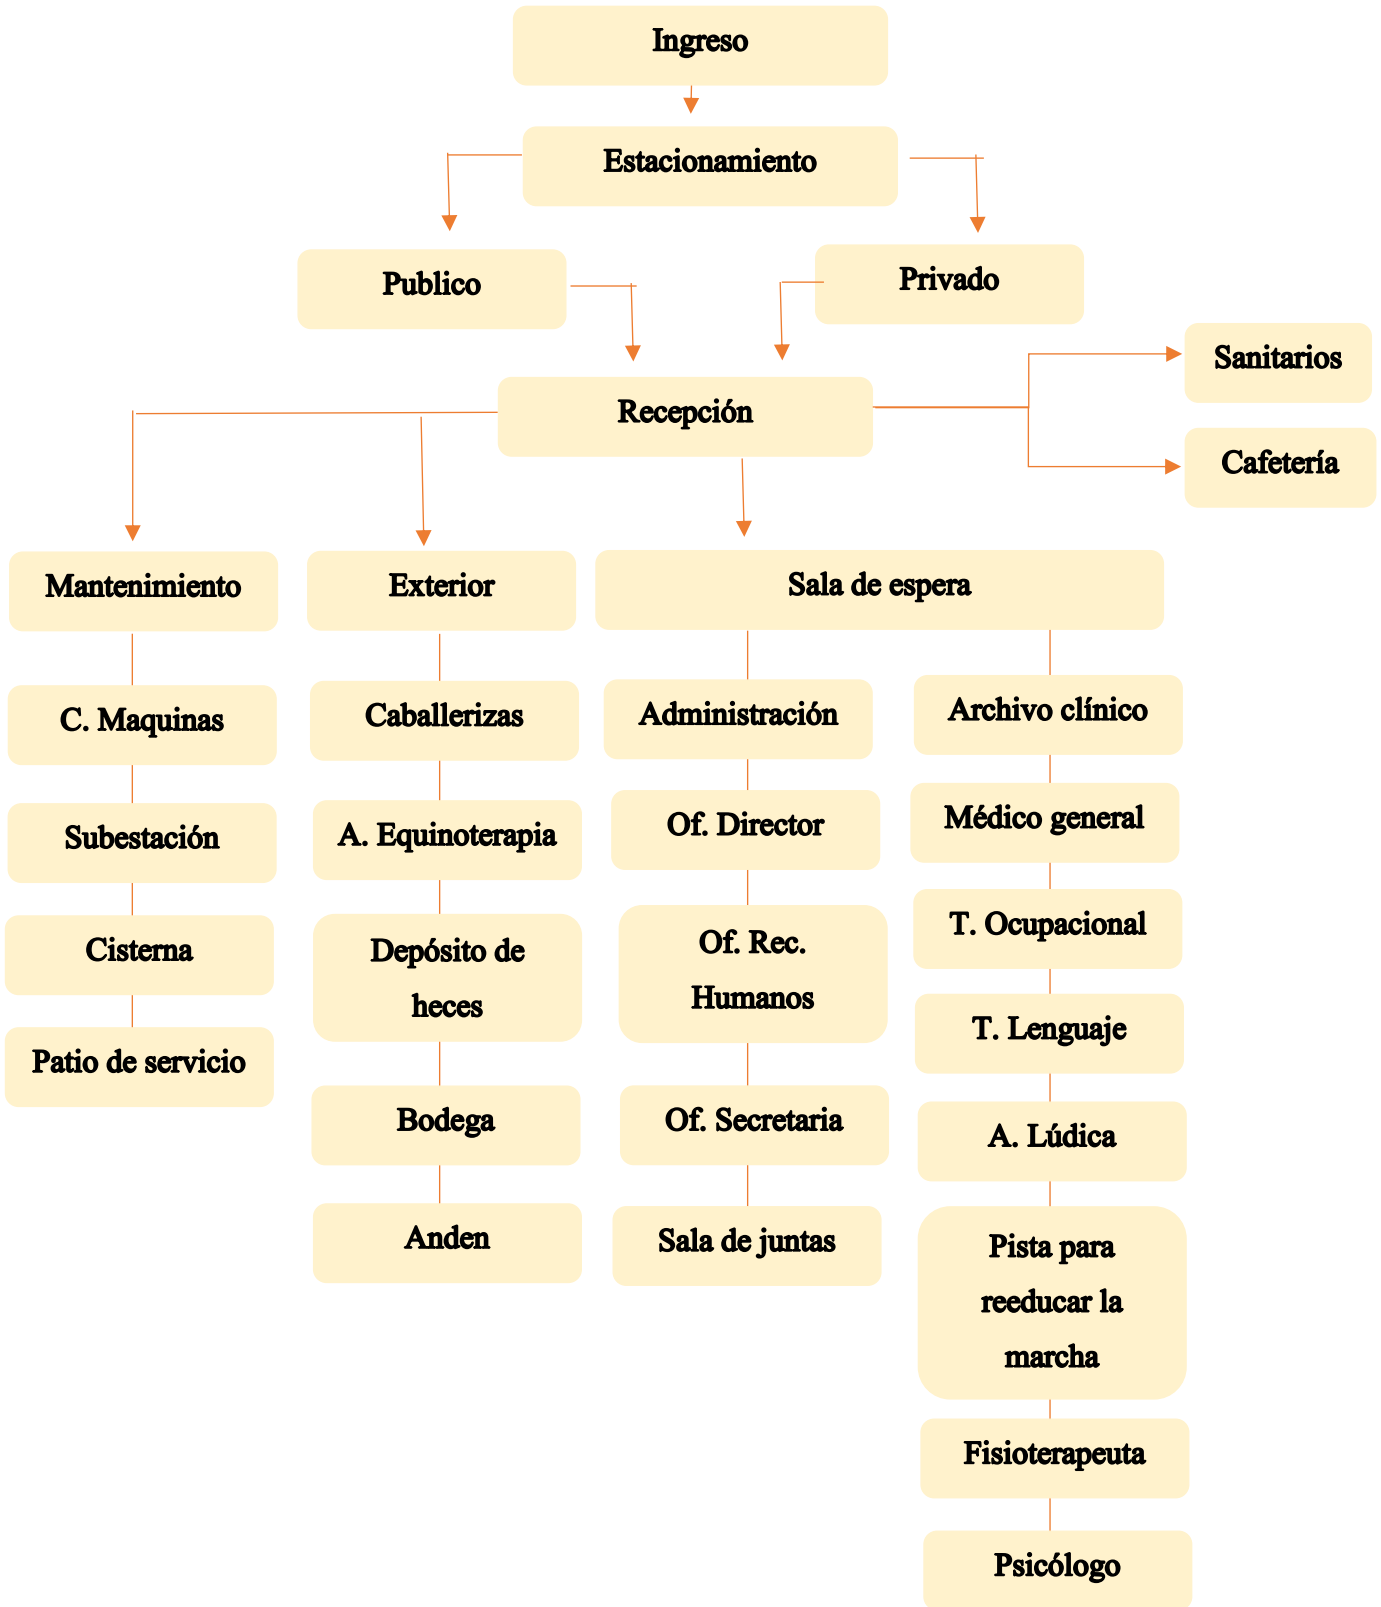 Ingreso
Estacionamiento
Publico
Privado
Sanitarios
Recepción
Cafetería
Mantenimiento
C. Maquinas
Subestación
Cisterna
Patio de servicio
Exterior
Caballerizas
A. Equinoterapia
Depósito de
heces
Bodega
Anden
Sala de espera
Administración
Of. Director
Of. Rec.
Humanos
Of. Secretaria
Sala de juntas
Archivo clínico
Médico general
T. Ocupacional
T. Lenguaje
A. Lúdica
Pista para
reeducar la
marcha
Fisioterapeuta
Psicólogo